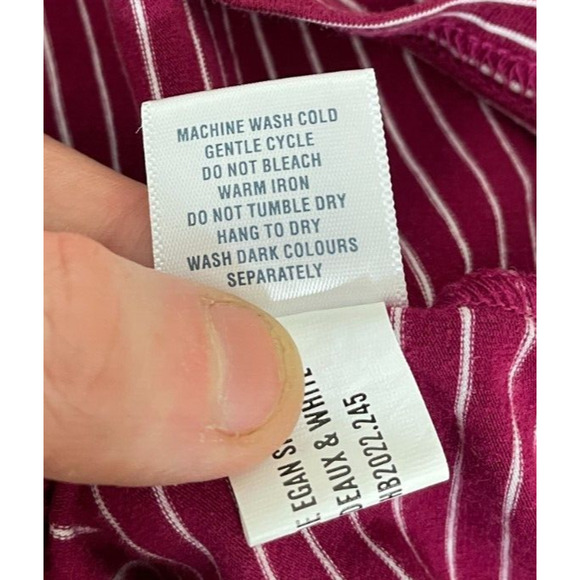 MACHINE WASH COLD
GENTLE CYCLE
DO NOT BLEACH
WARM IRON
DO NOT TUMBLE DRY
HANG TO DRY
WASH DARK COLOURS
SEPARATELY
E EGAN S
DEAUX & WHITE
HB2022.245